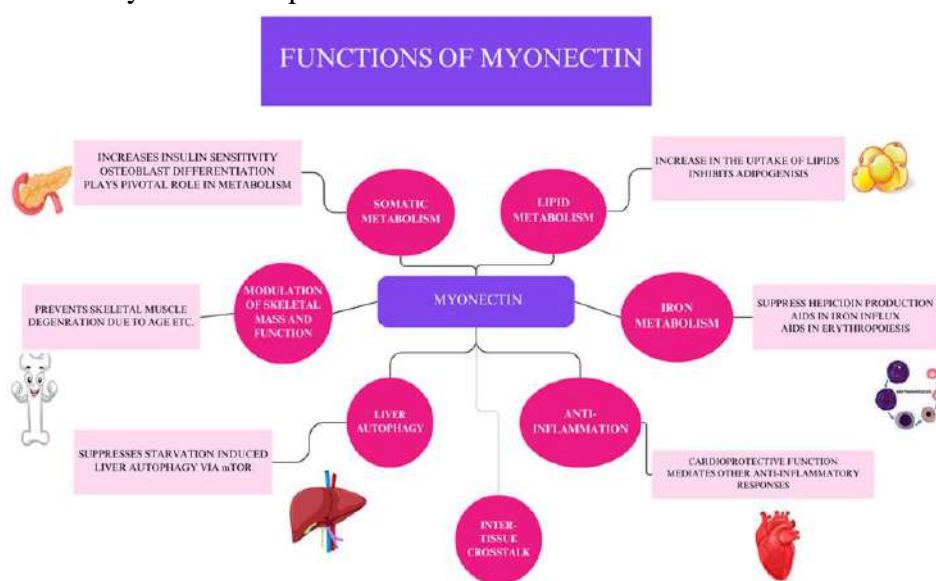 FUNCTIONS OF MYONECTIN
INCREASES INSULIN SENSITIVITY
OSTEOBLAST DIFFERENTIATION
PLAYS PIVOTAL ROLE IN METABOLISM
SOMATIC
METABOLISM
LIPID
METABOLISM
INCREASE IN THE UPTAKE OF LIPIDS
INHIBITS ADIPOGENISIS
PREVENTS SKELETAL MUSCLE
DEGENRATION DUE TO AGE ETC.
MODULATION
OF SKELETAL
MASS AND
FUNCTION
MYONECTIN
IRON
METABOLISM
SUPPRESS HEPICIDIN PRODUCTION
AIDS IN IRON INFLUX
AIDS IN ERYTHROPOIESIS
SUPPRESSES STARVATION INDUCED
LIVER AUTOPHAGY VIA mTOR
LIVER
AUTOPHAGY
ANTI-
INFLAMMATION
CARDIOPROTECTIVE FUNCTION
MEDIATES OTHER ANTI-INFLAMMATORY
RESPONSES
INTER-
TISSUE
CROSSTALK